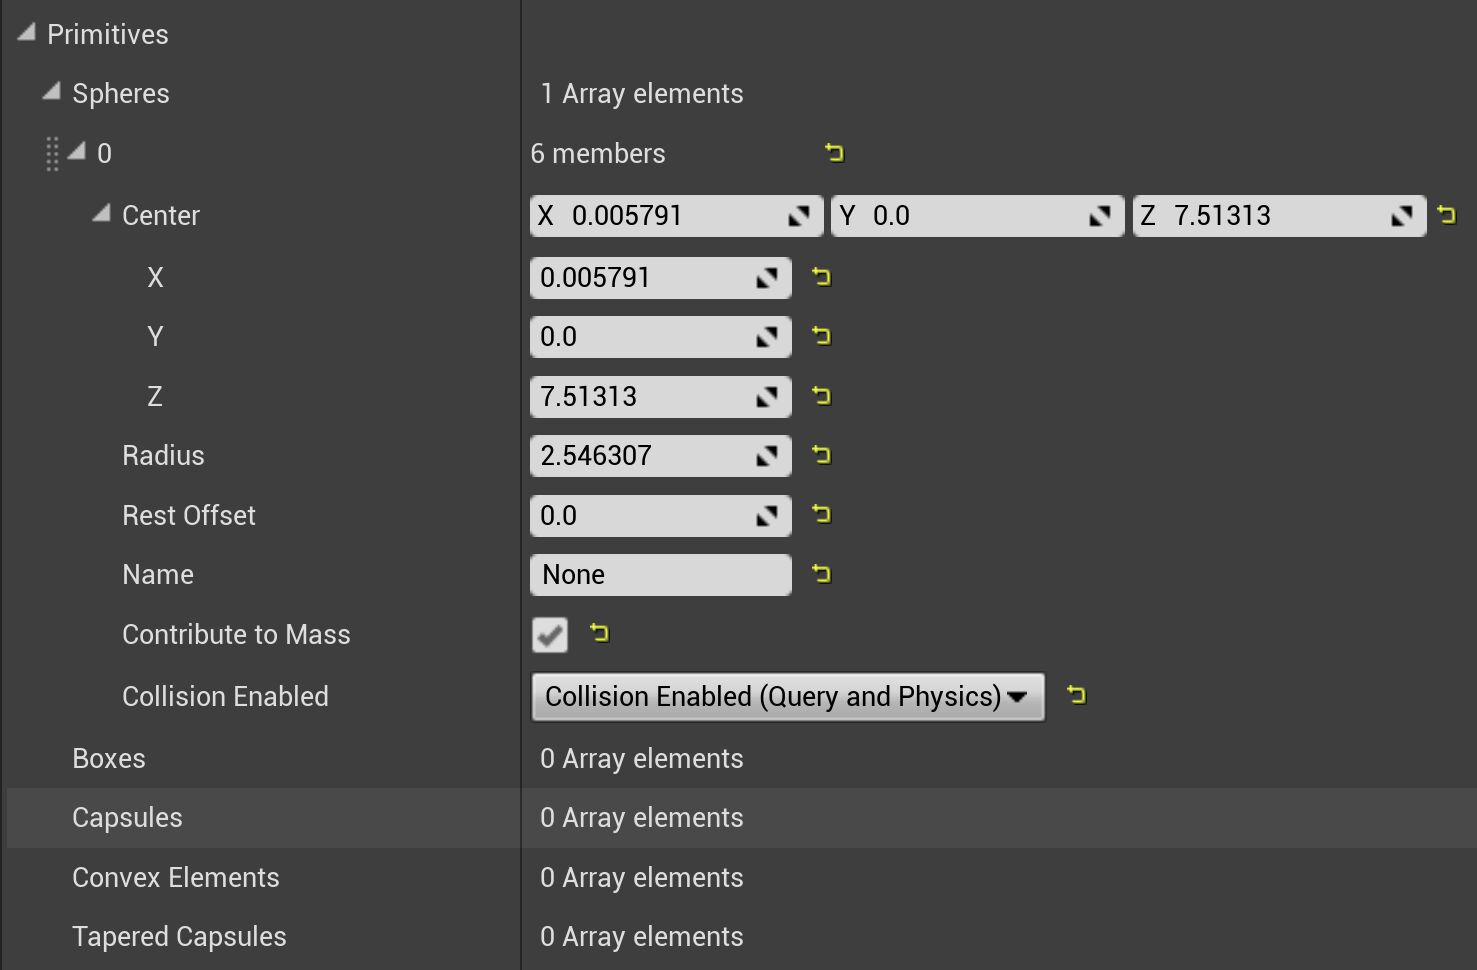 Primitives
Spheres 1 Array elements
0 6 members
Center X 0.005791 Y 0.0 Z 7.51313
X 0.005791
Y 0.0
Z 7.51313
Radius 2.546307
Rest Offset 0.0
Name None
Contribute to Mass
Collision Enabled Collision Enabled (Query and Physics)
Boxes 0 Array elements
Capsules 0 Array elements
Convex Elements 0 Array elements
Tapered Capsules 0 Array elements